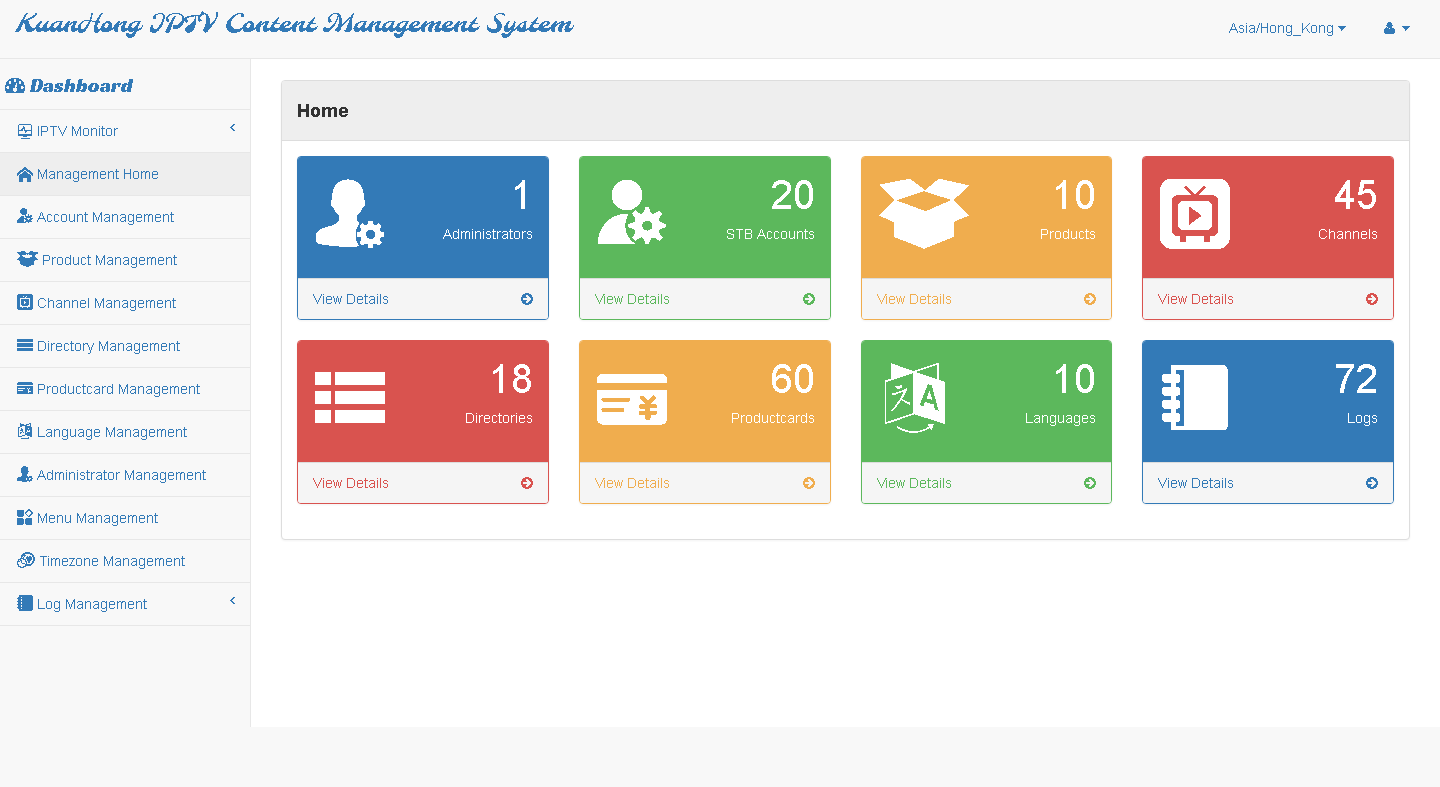 KuanHong IPTV Content Management System
Asia/Hong_Kong
Dashboard
IPTV Monitor
Management Home
Account Management
Product Management
Channel Management
Directory Management
Productcard Management
Language Management
Administrator Management
Menu Management
Timezone Management
Log Management
Home
1
Administrators
View Details
20
STB Accounts
View Details
10
Products
View Details
45
Channels
View Details
18
Directories
View Details
¥
60
Productcards
View Details
A
10
Languages
View Details
72
Logs
View Details